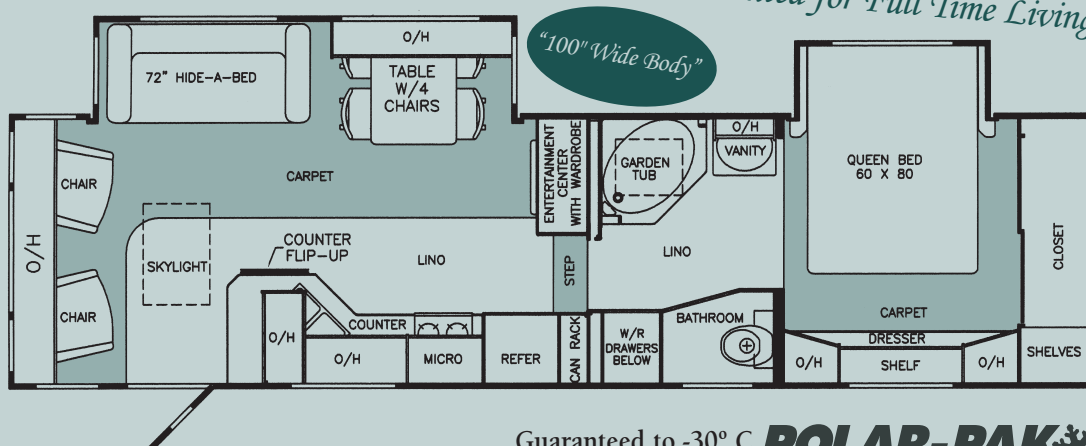 for Full Time Living
"100" Wide Body"
O/H
72" HIDE-A-BED
TABLE
W/4
CHAIRS
O/H
CHAIR
CARPET
ENTERTAINMENT
CENTER
WITH WARDROBE
GARDEN
TUB
O/H
VANITY
QUEEN BED
60 X 80
CLOSET
SKYLIGHT
COUNTER
FLIP-UP
LINO
STEP
LINO
CHAIR
CARPET
O/H
COUNTER
O/H
MICRO
REFER
CAN RACK
W/R
DRAWERS
BELOW
BATHROOM
DRESSER
O/H
SHELF
O/H
SHELVES
Guaranteed to -30º C POLAR-PAK